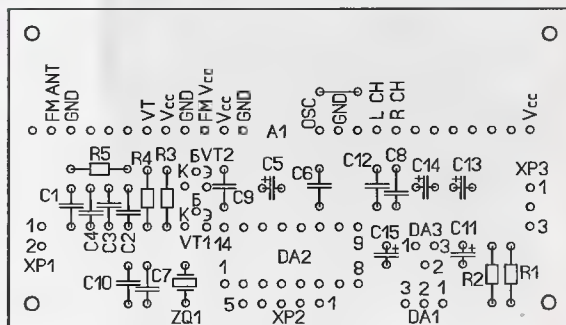 FM ANT
GND
VT
Vcc
GND
FM Vcc
Vcc
GND
OSC
GND
L CH
R CH
Vcc
A1
R5
R4
R3
Б
VT2
К
C9
C5
C6
C12
C8
C14
C13
XP3
1
3
C1
C4
C3
C2
Б
К
VT1
14
9
1
2
XP1
DA2
1
8
C15
DA3
1
3
2
C11
R2
R1
C10
C7
ZQ1
5
XP2
1
3
2
1
DA1